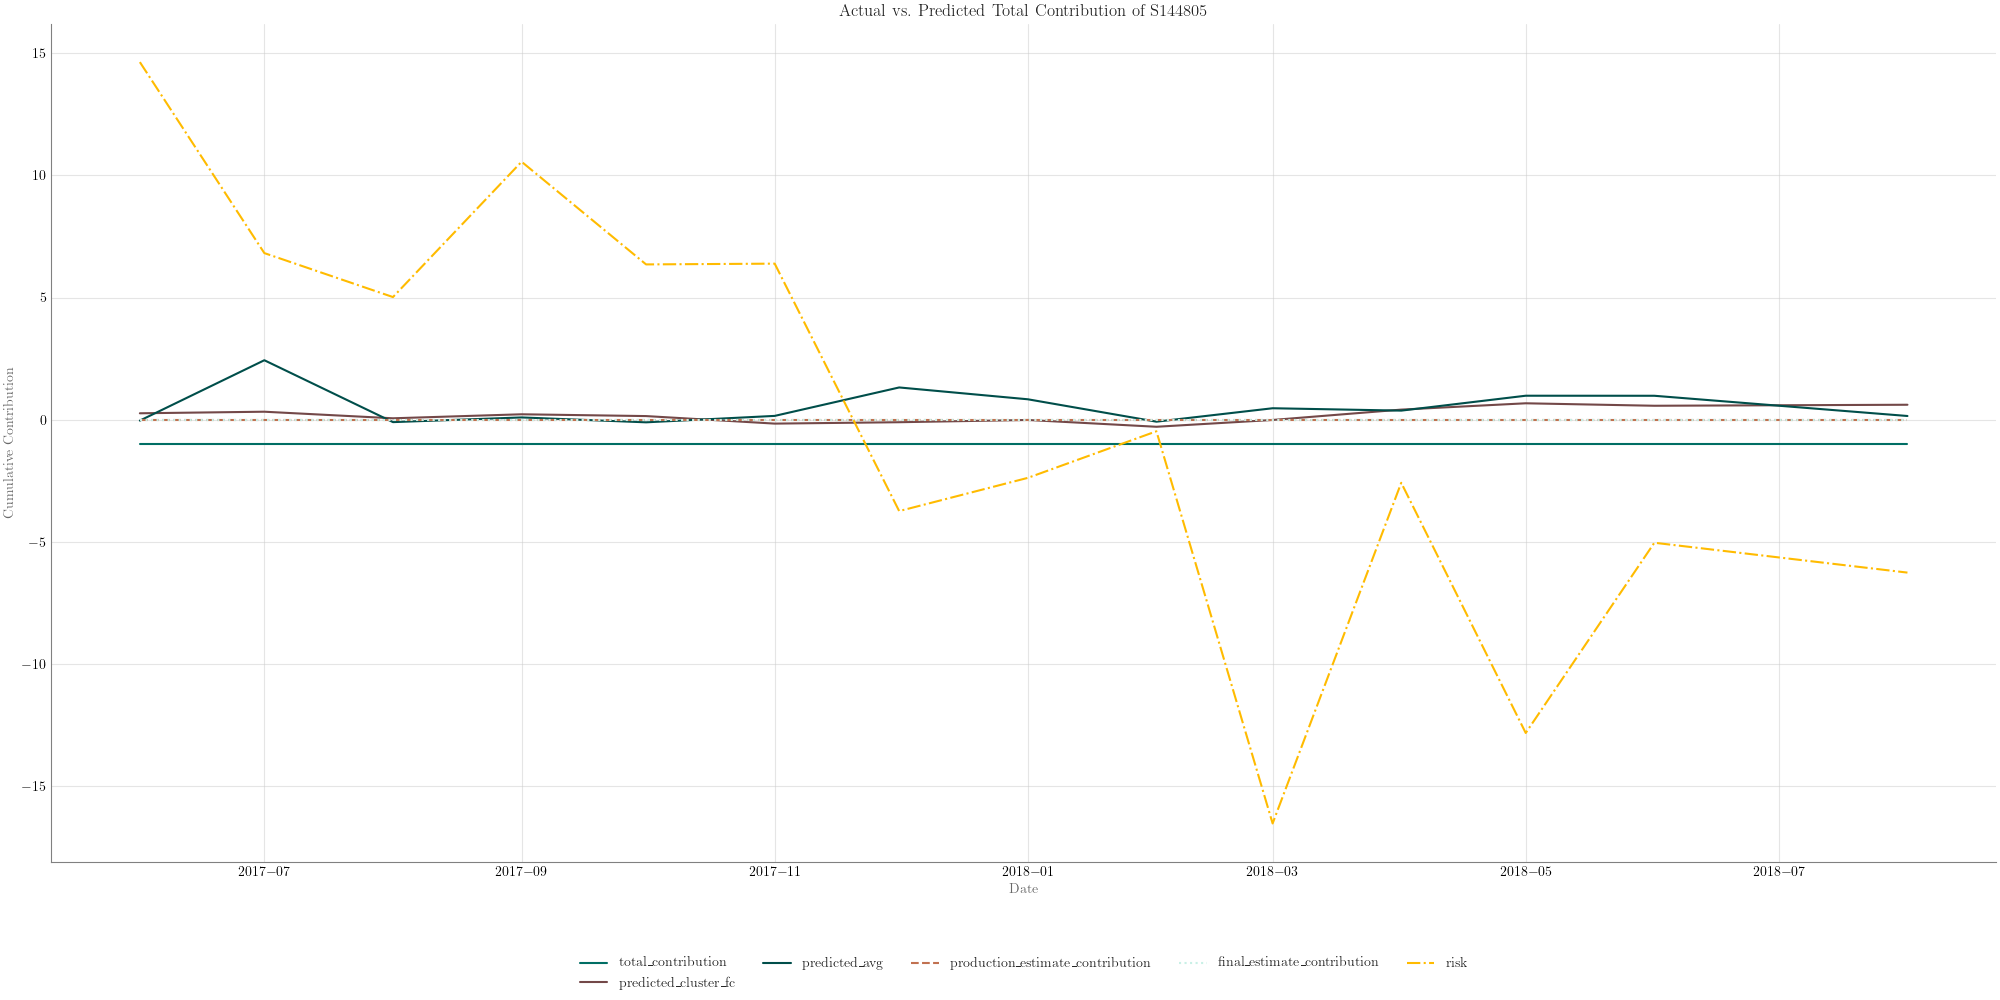 Actual vs. Predicted Total Contribution of S144805
Cumulative Contribution
15
10
5
0
−5
−10
−15
2017−07 2017−09 2017−11 2018−01 2018−03 2018−05 2018−07
Date
total_contribution predicted_avg production_estimate_contribution final_estimate_contribution risk
predicted_cluster_fc